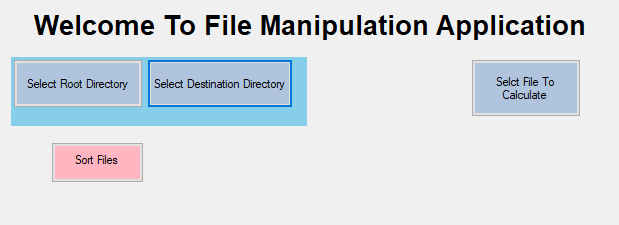 Welcome To File Manipulation Application
Select Root Directory
Select Destination Directory
Selct File To
Calculate
Sort Files